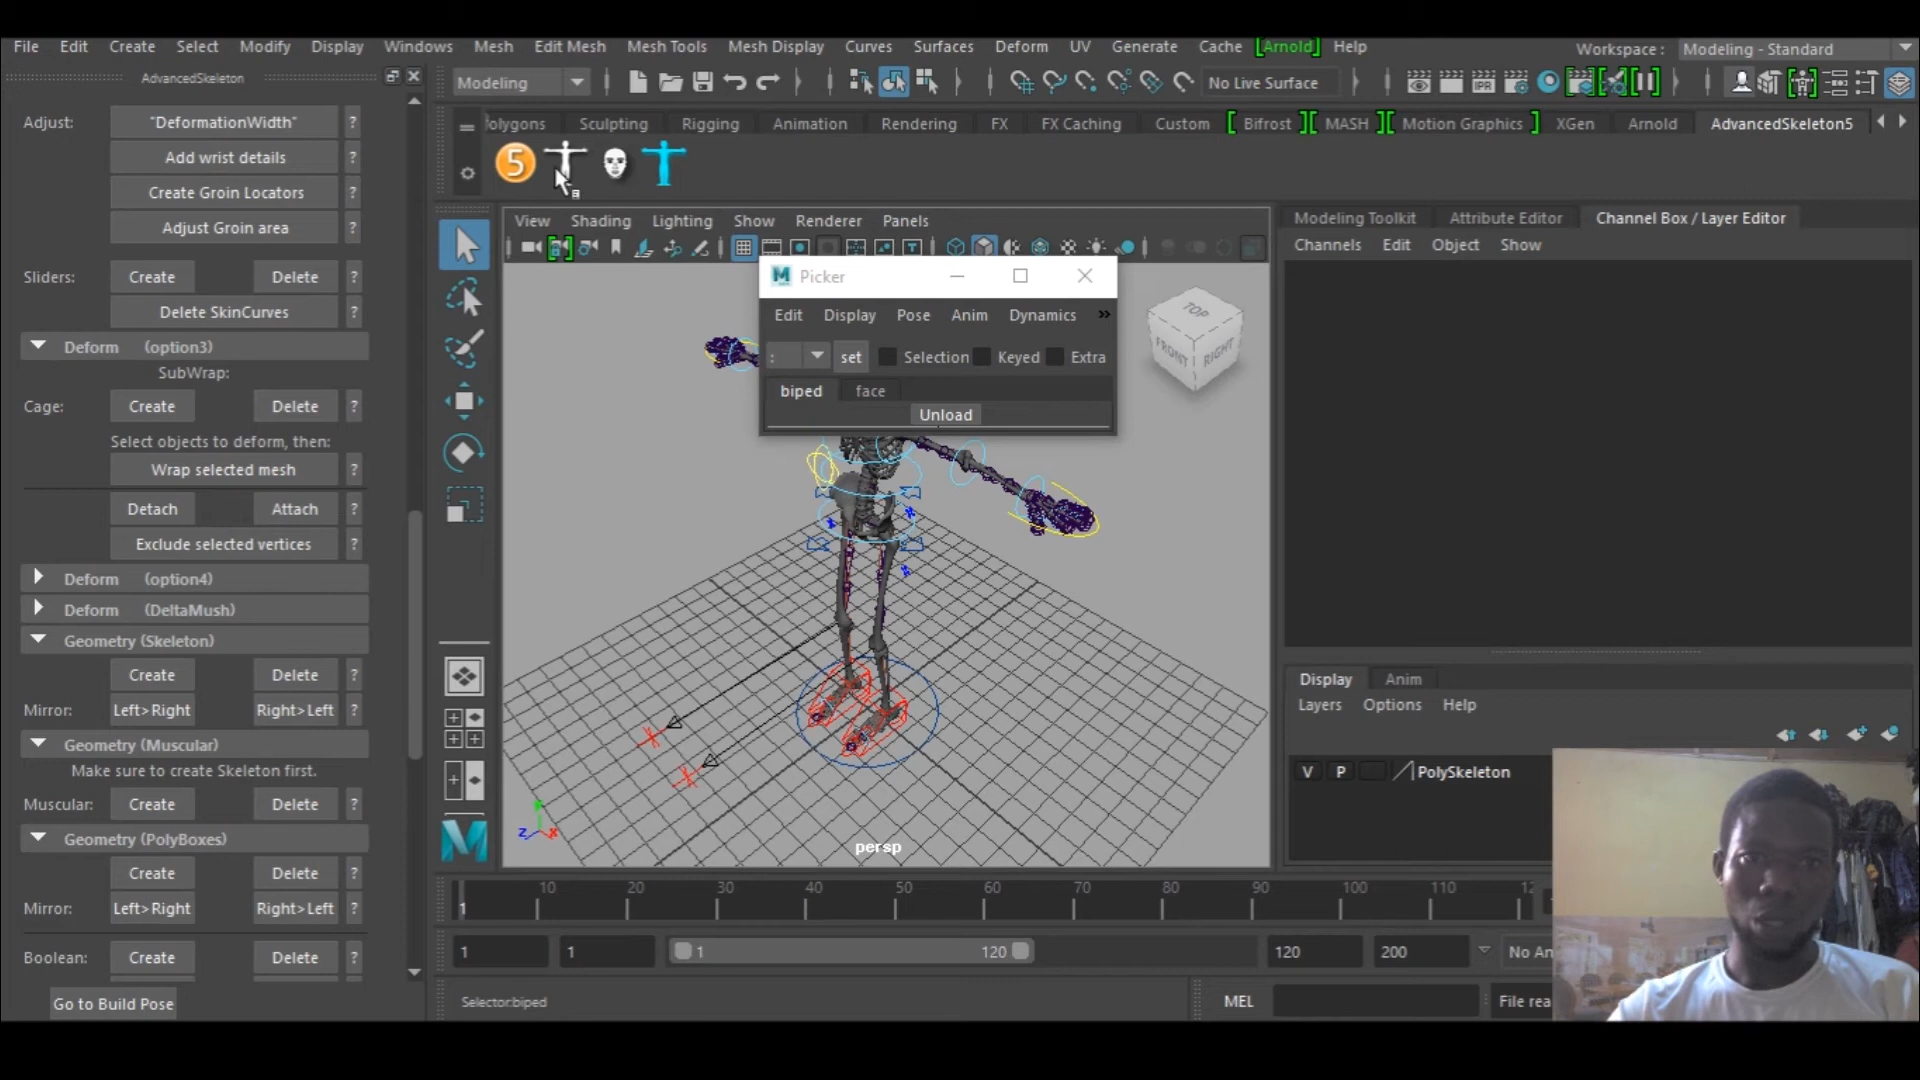 File Edit Create Select Modify Display Windows Mesh Edit Mesh Mesh Tools Mesh Display Curves Surfaces Deform UV Generate Cache [Arnold] Help Workspace : Modeling - Standard
AdvancedSkeleton
Modeling No Live Surface IPR
olygons Sculpting Rigging Animation Rendering FX FX Caching Custom [ Bifrost ] [ MASH ] [ Motion Graphics ] XGen Arnold AdvancedSkeleton5
5
Adjust: "DeformationWidth" ?
Add wrist details ?
Create Groin Locators ?
Adjust Groin area ?
Sliders: Create Delete ?
Delete SkinCurves ?
Deform (option3)
SubWrap:
Cage: Create Delete ?
Select objects to deform, then:
Wrap selected mesh ?
Detach Attach ?
Exclude selected vertices ?
Deform (option4)
Deform (DeltaMush)
Geometry (Skeleton)
Create Delete ?
Mirror: Left>Right Right>Left ?
Geometry (Muscular)
Make sure to create Skeleton first.
Muscular: Create Delete ?
Geometry (PolyBoxes)
Create Delete ?
Mirror: Left>Right Right>Left ?
Boolean: Create Delete ?
Go to Build Pose
View Shading Lighting Show Renderer Panels
M Picker
Edit Display Pose Anim Dynamics »
: set Selection Keyed Extra
biped face
Unload
TOP
FRONT RIGHT
z x
persp
M
Modeling Toolkit Attribute Editor Channel Box / Layer Editor
Channels Edit Object Show
Display Anim
Layers Options Help
V P PolySkeleton
1 10 20 30 40 50 60 70 80 90 100 110 12
1 1 1 120 120 200 No An
Selector:biped MEL File rea